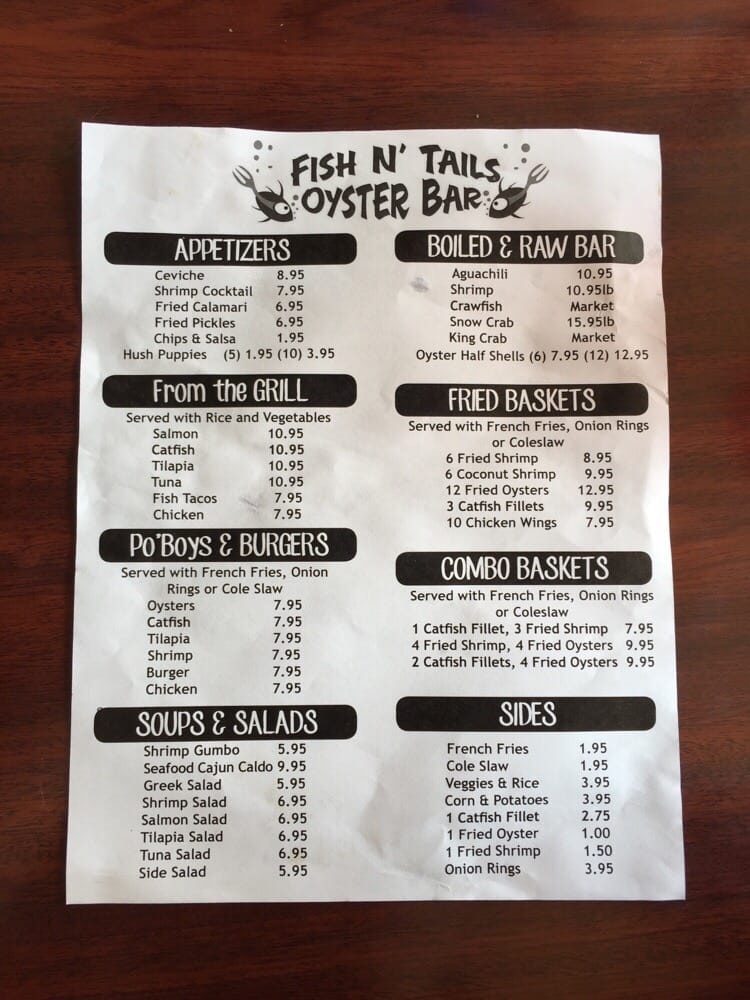 FISH N' TAILS
OYSTER BAR
APPETIZERS
Ceviche 8.95
Shrimp Cocktail 7.95
Fried Calamari 6.95
Fried Pickles 6.95
Chips & Salsa 1.95
Hush Puppies (5) 1.95 (10) 3.95
From the GRILL
Served with Rice and Vegetables
Salmon 10.95
Catfish 10.95
Tilapia 10.95
Tuna 10.95
Fish Tacos 7.95
Chicken 7.95
Po'Boys & BURGERS
Served with French Fries, Onion
Rings or Cole Slaw
Oysters 7.95
Catfish 7.95
Tilapia 7.95
Shrimp 7.95
Burger 7.95
Chicken 7.95
SOUPS & SALADS
Shrimp Gumbo 5.95
Seafood Cajun Caldo 9.95
Greek Salad 5.95
Shrimp Salad 6.95
Salmon Salad 6.95
Tilapia Salad 6.95
Tuna Salad 6.95
Side Salad 5.95
BOILED & RAW BAR
Aguachili 10.95
Shrimp 10.95lb
Crawfish Market
Snow Crab 15.95lb
King Crab Market
Oyster Half Shells (6) 7.95 (12) 12.95
FRIED BASKETS
Served with French Fries, Onion Rings
or Coleslaw
6 Fried Shrimp 8.95
6 Coconut Shrimp 9.95
12 Fried Oysters 12.95
3 Catfish Fillets 9.95
10 Chicken Wings 7.95
COMBO BASKETS
Served with French Fries, Onion Rings
or Coleslaw
1 Catfish Fillet, 3 Fried Shrimp 7.95
4 Fried Shrimp, 4 Fried Oysters 9.95
2 Catfish Fillets, 4 Fried Oysters 9.95
SIDES
French Fries 1.95
Cole Slaw 1.95
Veggies & Rice 3.95
Corn & Potatoes 3.95
1 Catfish Fillet 2.75
1 Fried Oyster 1.00
1 Fried Shrimp 1.50
Onion Rings 3.95